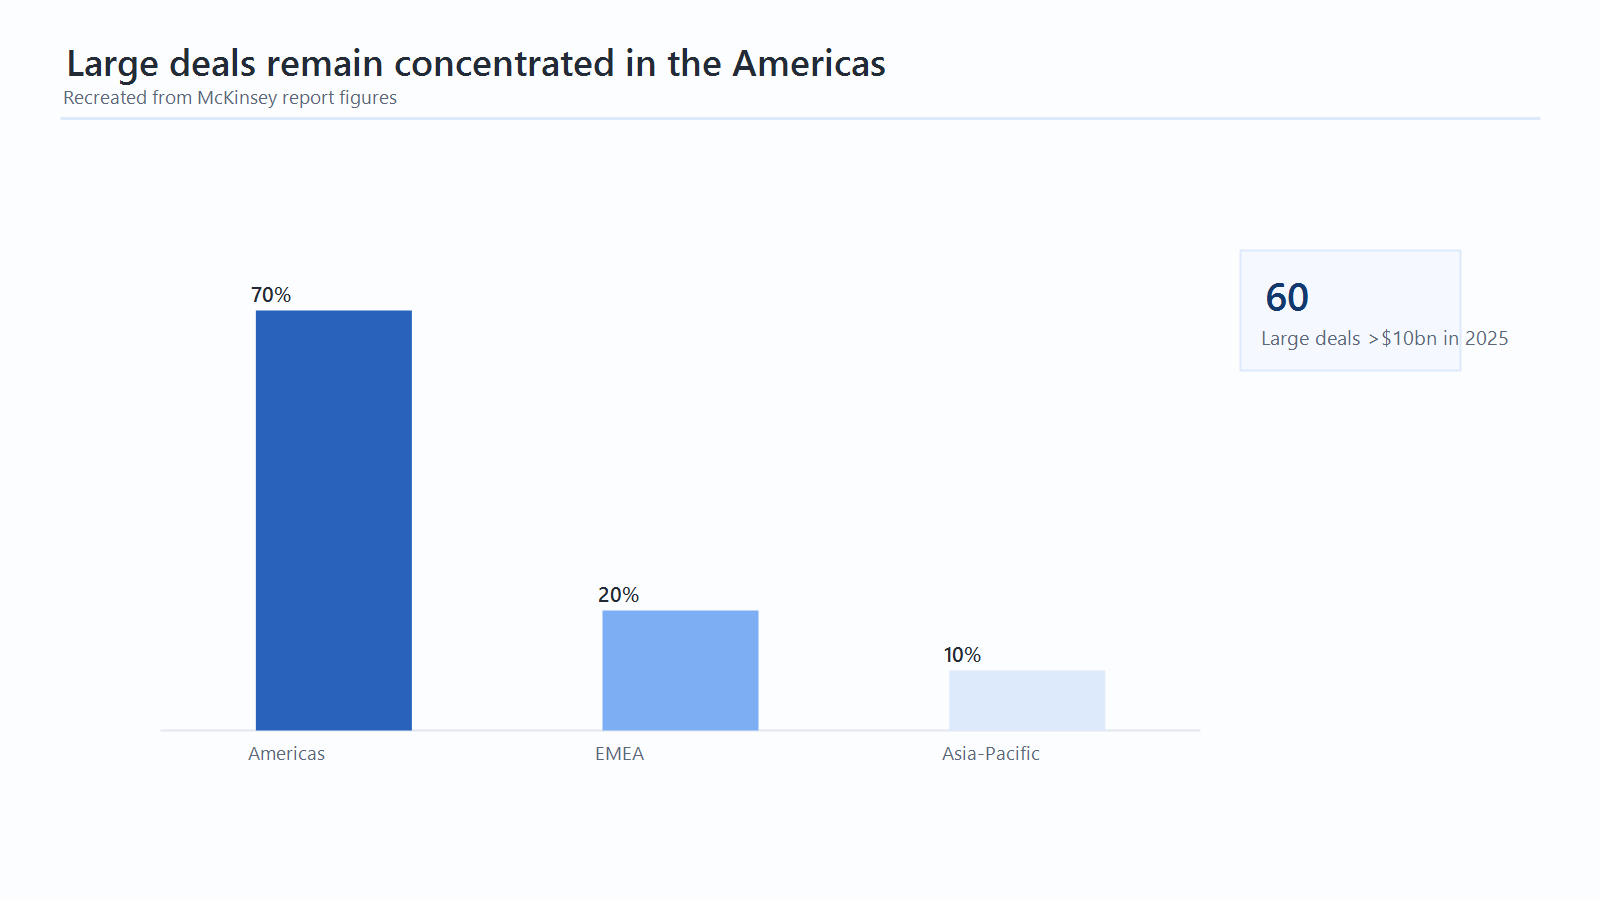 Large deals remain concentrated in the Americas
Recreated from McKinsey report figures
60
Large deals >$10bn in 2025
70%
20%
10%
Americas
EMEA
Asia-Pacific